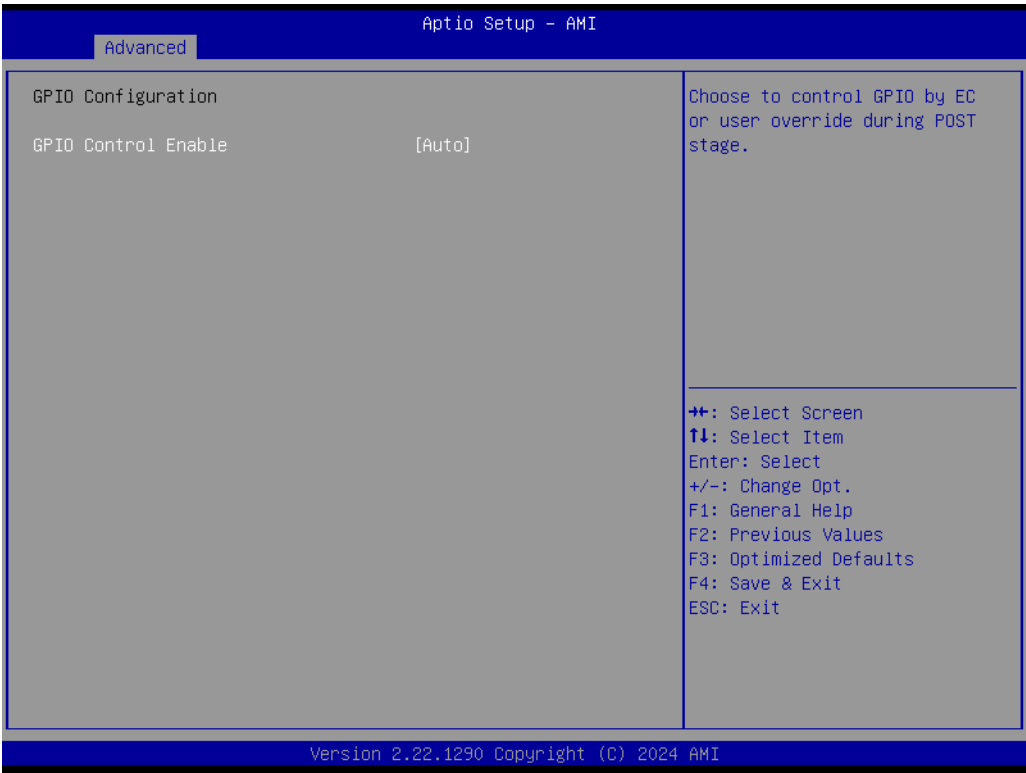 Aptio Setup - AMI
Advanced
GPIO Configuration
GPIO Control Enable [Auto]
Choose to control GPIO by EC
or user override during POST
stage.
→←: Select Screen
↑↓: Select Item
Enter: Select
+/-: Change Opt.
F1: General Help
F2: Previous Values
F3: Optimized Defaults
F4: Save & Exit
ESC: Exit
Version 2.22.1290 Copyright (C) 2024 AMI